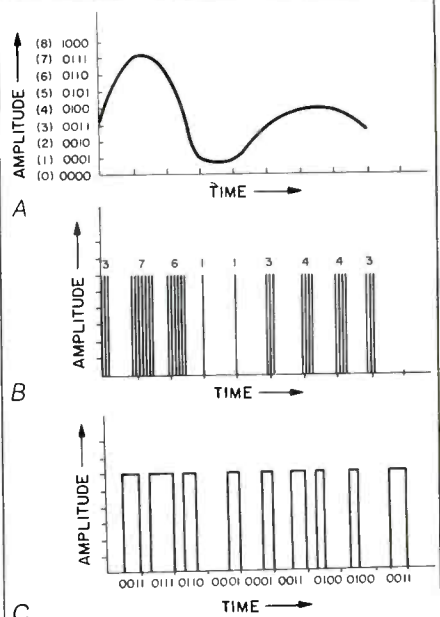 AMPLITUDE
(8) 1000
(7) 0111
(6) 0110
(5) 0101
(4) 0100
(3) 0011
(2) 0010
(1) 0001
(0) 0000
TIME
A
AMPLITUDE
3 7 6 1 1 3 4 4 3
TIME
B
AMPLITUDE
0011 0111 0110 0001 0001 0011 0100 0100 0011
TIME
C